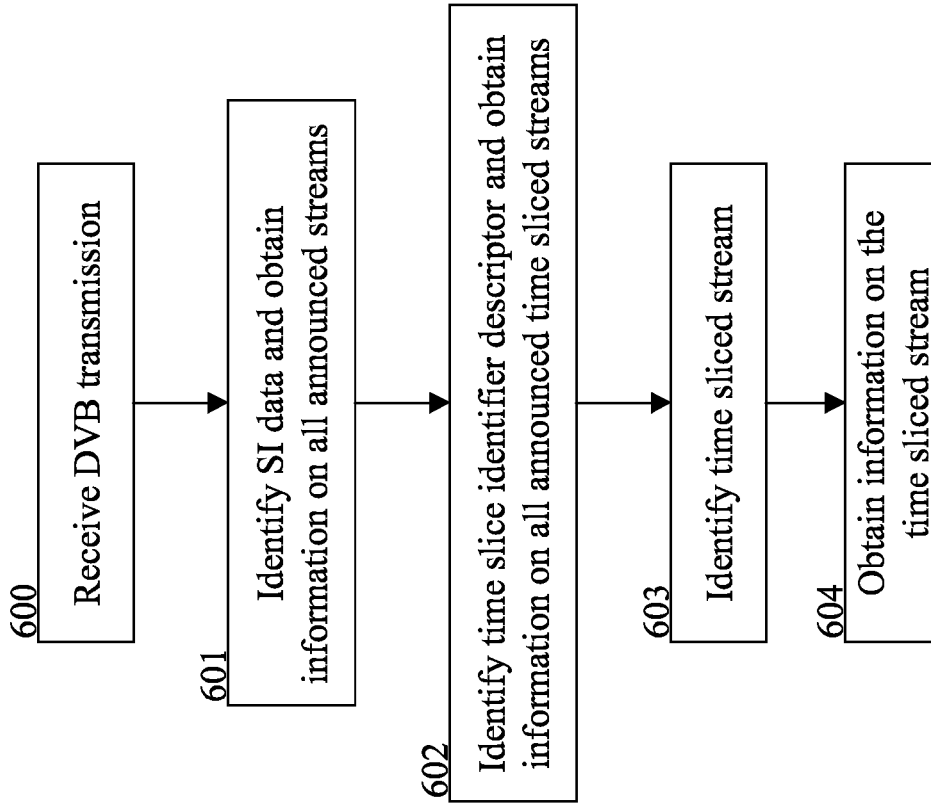 600
Receive DVB transmission
601
Identify SI data and obtain
information on all announced streams
602
Identify time slice identifier descriptor and obtain
information on all announced time sliced streams
603
Identify time sliced stream
604
Obtain information on the
time sliced stream